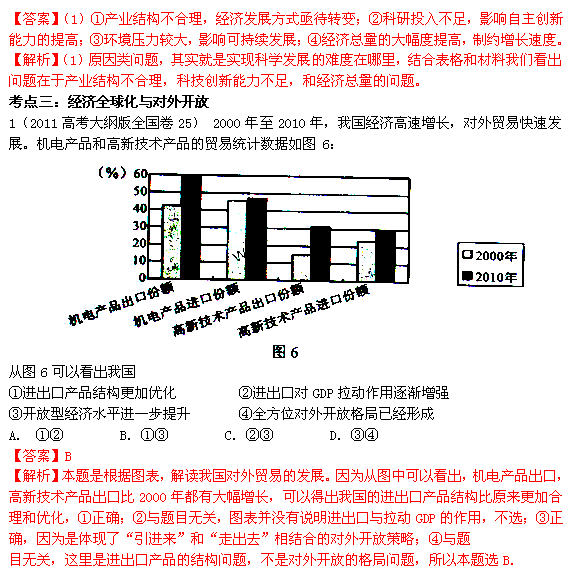 【答案】（1）①产业结构不合理，经济发展方式亟待转变；②科研投入不足，影响自主创新
能力的提高；③环境压力较大，影响可持续发展；④经济总量的大幅度提高，制约增长速度。
【解析】（1）原因类问题，其实就是实现科学发展的难度在哪里，结合表格和材料我们看出
问题在于产业结构不合理，科技创新能力不足，和经济总量的问题。
考点三：经济全球化与对外开放
1（2011高考大纲版全国卷25） 2000年至2010年，我国经济高速增长，对外贸易快速发
展。机电产品和高新技术产品的贸易统计数据如图 6：
（%）
60
50
40
30
20
10
0
2000年
2010年
机电产品出口份额
机电产品进口份额
高新技术产品出口份额
高新技术产品进口份额
图6
从图 6 可以看出我国
①进出口产品结构更加优化 ②进出口对 GDP 拉动作用逐渐增强
③开放型经济水平进一步提升 ④全方位对外开放格局已经形成
A. ①② B. ①③ C. ②③ D. ③④
【答案】B
【解析】本题是根据图表，解读我国对外贸易的发展。因为从图中可以看出，机电产品出口，
高新技术产品出口比 2000 年都有大幅增长，可以得出我国的进出口产品结构比原来更加合
理和优化，①正确；②与题目无关，图表并没有说明进出口与拉动 GDP 的作用，不选；③正
确，因为是体现了“引进来”和“走出去”相结合的对外开放策略；④与题
目无关，这里是进出口产品的结构问题，不是对外开放的格局问题，所以本题选 B.